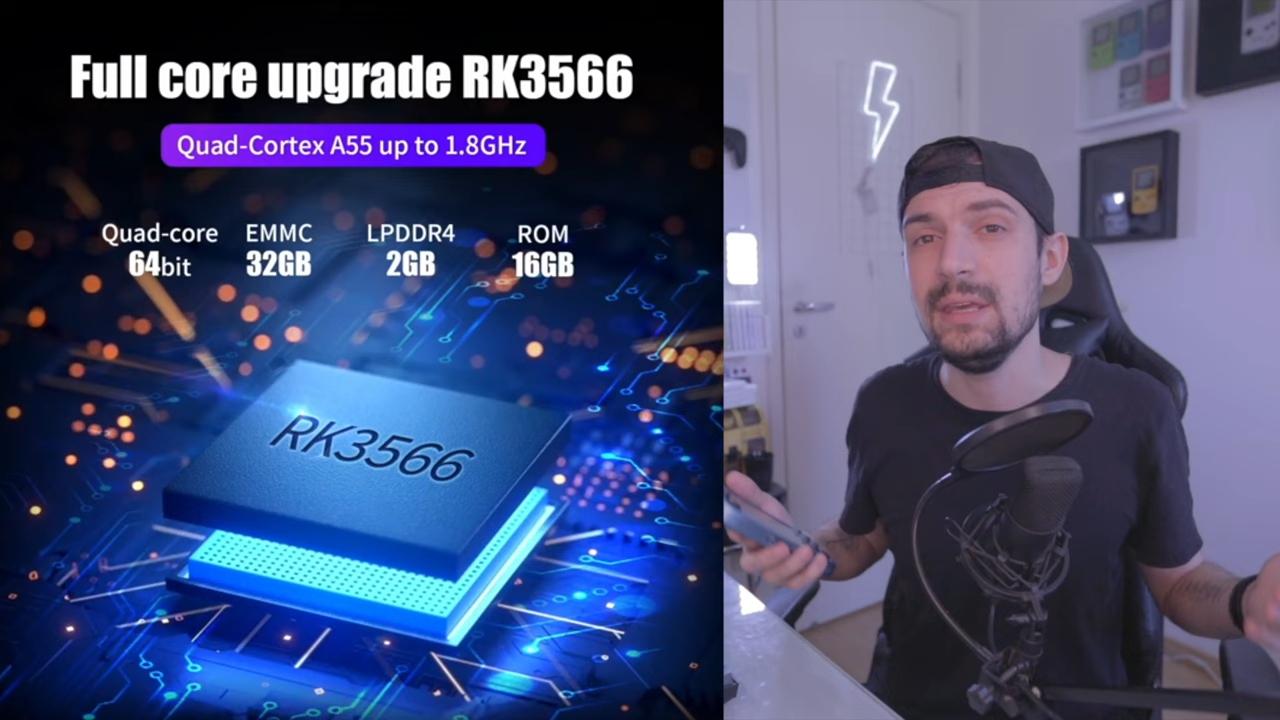 Full core upgrade RK3566
Quad-Cortex A55 up to 1.8GHz
Quad-core EMMC LPDDR4 ROM
64bit 32GB 2GB 16GB
RK3566